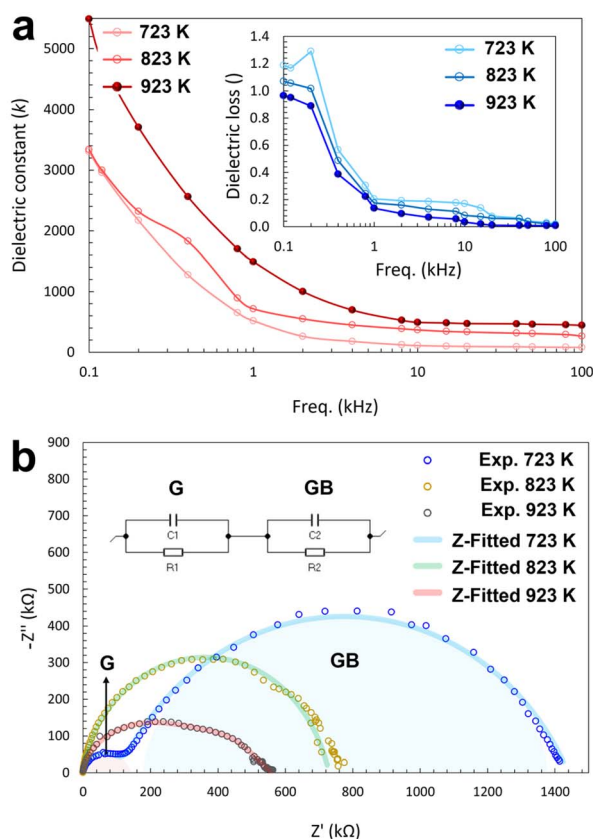 a
723 K
823 K
923 K
Dielectric constant (k)
5000
4000
3000
2000
1000
0
0.1
1
10
100
Freq. (kHz)
723 K
823 K
923 K
Dielectric loss ()
1.4
1.2
1.0
0.8
0.6
0.4
0.2
0.0
0.1
1
10
100
Freq. (kHz)
b
G
GB
C1
C2
R1
R2
Exp. 723 K
Exp. 823 K
Exp. 923 K
Z-Fitted 723 K
Z-Fitted 823 K
Z-Fitted 923 K
G
GB
-Z'' (kΩ)
900
800
700
600
500
400
300
200
100
0
0
200
400
600
800
1000
1200
1400
Z' (kΩ)